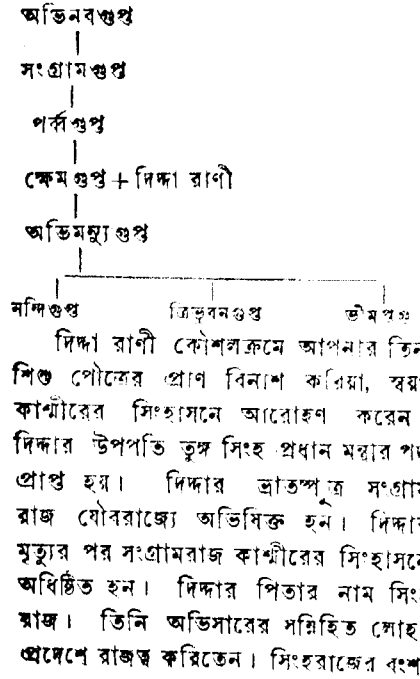 অভিনবগুপ্ত
সংগ্রামগুপ্ত
পর্ব্বগুপ্ত
ক্ষেমগুপ্ত + দিদ্দা রাণী
অভিমন্যুগুপ্ত
নন্দিগুপ্ত ত্রিভুবনগুপ্ত ভীমগুপ্ত
দিদ্দা রাণী কৌশলক্রমে আপনার তিন
শিশু পৌত্রের প্রাণ বিনাশ করিয়া, স্বয়
কাশ্মীরের সিংহাসনে আরোহণ করেন
দিদ্দার উপপতি তুঙ্গ সিংহ প্রধান মন্ত্রীর পদ
প্রাপ্ত হয়। দিদ্দার ভ্রাতষ্পুত্র সংগ্রাম
রাজ যৌবরাজ্যে অভিষিক্ত হন। দিদ্দার
মৃত্যুর পর সংগ্রামরাজ কাশ্মীরের সিংহাসনে
অধিষ্ঠিত হন। দিদ্দার পিতার নাম সিং
রাজ। তিনি অভিসারের সন্নিহিত লোহ
প্রদেশে রাজত্ব করিতেন। সিংহরাজের বংশ